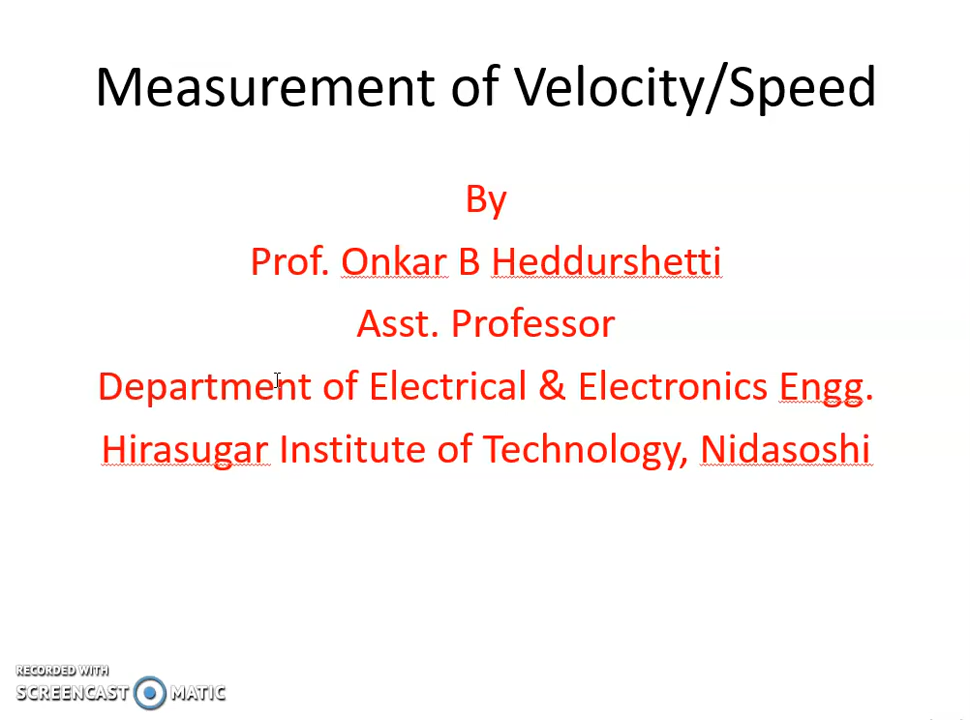 Measurement of Velocity/Speed
By
Prof. Onkar B Heddurshetti
Asst. Professor
Department of Electrical & Electronics Engg.
Hirasugar Institute of Technology, Nidasoshi
RECORDED WITH
SCREENCAST MATIC